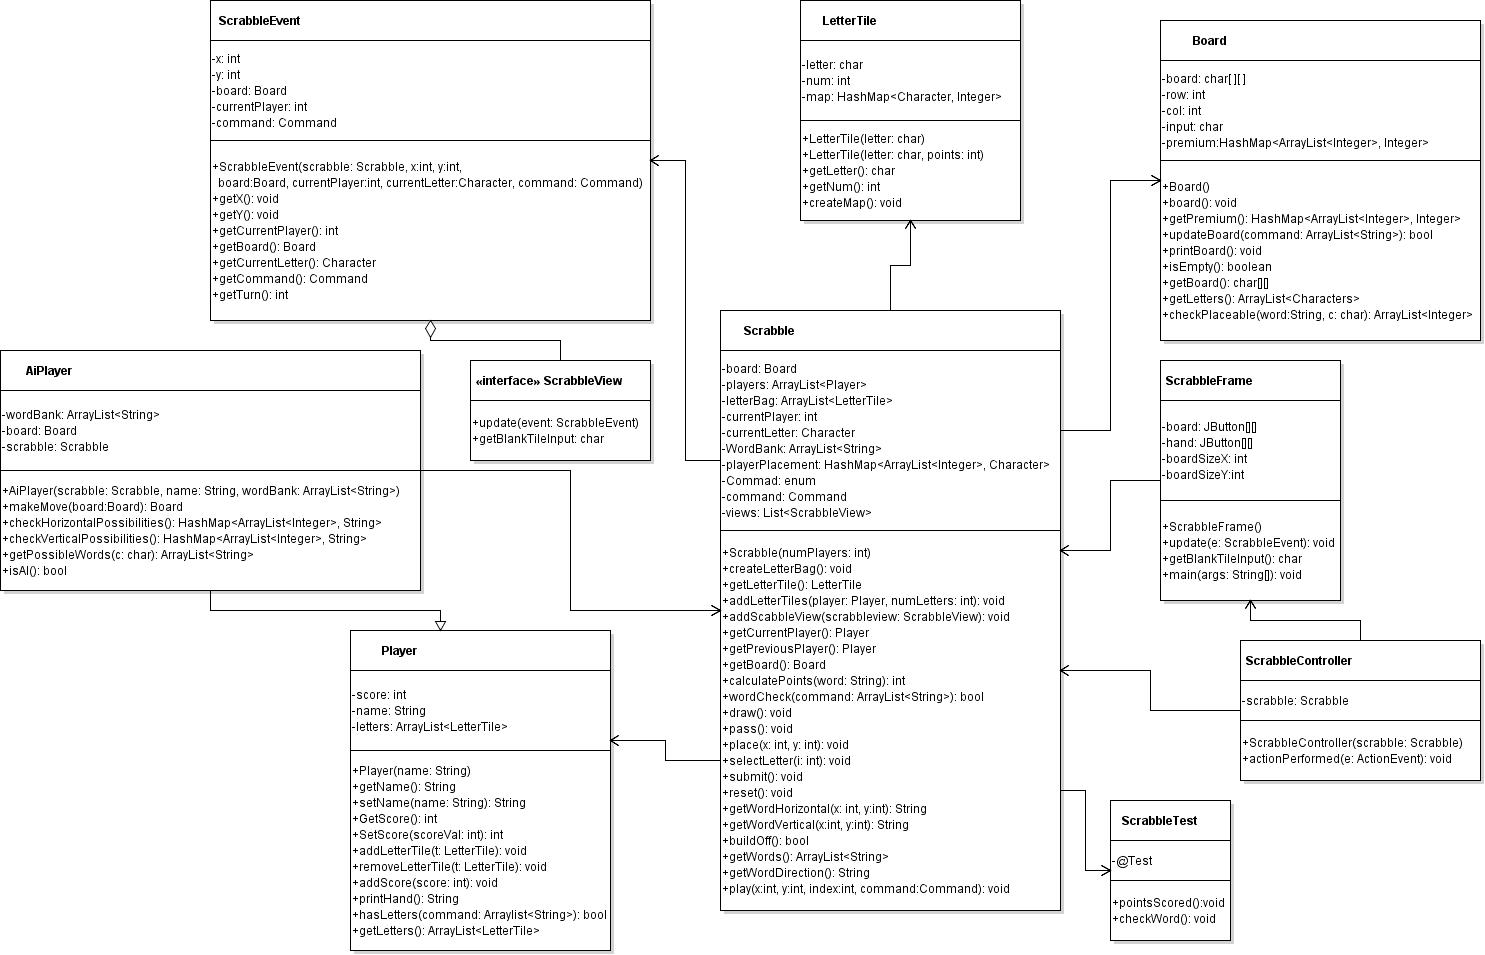 ScrabbleEvent
-x: int
-y: int
-board: Board
-currentPlayer: int
-command: Command
+ScrabbleEvent(scrabble: Scrabble, x:int, y:int,
board:Board, currentPlayer:int, currentLetter:Character, command: Command)
+getX(): void
+getY(): void
+getCurrentPlayer(): int
+getBoard(): Board
+getCurrentLetter(): Character
+getCommand(): Command
+getTurn(): int
LetterTile
-letter: char
-num: int
-map: HashMap<Character, Integer>
+LetterTile(letter: char)
+LetterTile(letter: char, points: int)
+getLetter(): char
+getNum(): int
+createMap(): void
Board
-board: char[ ][ ]
-row: int
-col: int
-input: char
-premium:HashMap<ArrayList<Integer>, Integer>
+Board()
+board(): void
+getPremium(): HashMap<ArrayList<Integer>, Integer>
+updateBoard(command: ArrayList<String>): bool
+printBoard(): void
+isEmpty(): boolean
+getBoard(): char[][]
+getLetters(): ArrayList<Characters>
+checkPlaceable(word:String, c: char): ArrayList<Integer>
AiPlayer
-wordBank: ArrayList<String>
-board: Board
-scrabble: Scrabble
+AiPlayer(scrabble: Scrabble, name: String, wordBank: ArrayList<String>)
+makeMove(board:Board): Board
+checkHorizontalPossibilities(): HashMap<ArrayList<Integer>, String>
+checkVerticalPossibilities(): HashMap<ArrayList<Integer>, String>
+getPossibleWords(c: char): ArrayList<String>
+isAI(): bool
«interface» ScrabbleView
+update(event: ScrabbleEvent)
+getBlankTileInput: char
Scrabble
-board: Board
-players: ArrayList<Player>
-letterBag: ArrayList<LetterTile>
-currentPlayer: int
-currentLetter: Character
-WordBank: ArrayList<String>
-playerPlacement: HashMap<ArrayList<Integer>, Character>
-Commad: enum
-command: Command
-views: List<ScrabbleView>
+Scrabble(numPlayers: int)
+createLetterBag(): void
+getLetterTile(): LetterTile
+addLetterTiles(player: Player, numLetters: int): void
+addScabbleView(scrabbleview: ScrabbleView): void
+getCurrentPlayer(): Player
+getPreviousPlayer(): Player
+getBoard(): Board
+calculatePoints(word: String): int
+wordCheck(command: ArrayList<String>): bool
+draw(): void
+pass(): void
+place(x: int, y: int): void
+selectLetter(i: int): void
+submit(): void
+reset(): void
+getWordHorizontal(x: int, y:int): String
+getWordVertical(x:int, y:int): String
+buildOff(): bool
+getWords(): ArrayList<String>
+getWordDirection(): String
+play(x:int, y:int, index:int, command:Command): void
ScrabbleFrame
-board: JButton[][]
-hand: JButton[][]
-boardSizeX: int
-boardSizeY:int
+ScrabbleFrame()
+update(e: ScrabbleEvent): void
+getBlankTileInput(): char
+main(args: String[]): void
Player
-score: int
-name: String
-letters: ArrayList<LetterTile>
+Player(name: String)
+getName(): String
+setName(name: String): String
+GetScore(): int
+SetScore(scoreVal: int): int
+addLetterTile(t: LetterTile): void
+removeLetterTile(t: LetterTile): void
+addScore(score: int): void
+printHand(): String
+hasLetters(command: Arraylist<String>): bool
+getLetters(): ArrayList<LetterTile>
ScrabbleController
-scrabble: Scrabble
+ScrabbleController(scrabble: Scrabble)
+actionPerformed(e: ActionEvent): void
ScrabbleTest
-@Test
+pointsScored():void
+checkWord(): void